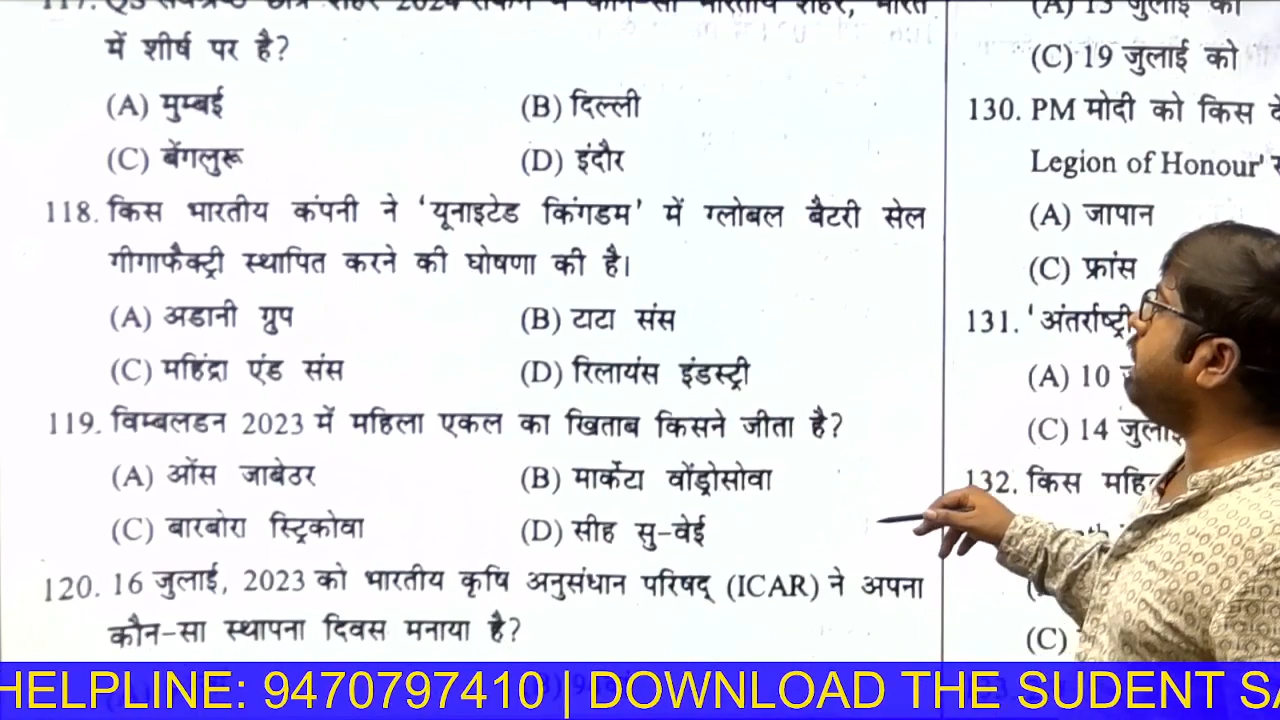 में शीर्ष पर है?
(A) मुम्बई (B) दिल्ली
(C) बेंगलुरू (D) इंदौर
118. किस भारतीय कंपनी ने ‘यूनाइटेड किंगडम’ में ग्लोबल बैटरी सेल
गीगाफैक्ट्री स्थापित करने की घोषणा की है।
(A) अडानी ग्रुप (B) टाटा संस
(C) महिंद्रा एंड संस (D) रिलायंस इंडस्ट्री
119. विम्बलडन 2023 में महिला एकल का खिताब किसने जीता है?
(A) ओंस जाबेउर (B) मार्केटा वोंड्रोसोवा
(C) बारबोरा स्ट्रिकोवा (D) सीह सु-वेई
120. 16 जुलाई, 2023 को भारतीय कृषि अनुसंधान परिषद् (ICAR) ने अपना
कौन-सा स्थापना दिवस मनाया है?
(C) 19 जुलाई को
130. PM मोदी को किस
Legion of Honour'
(A) जापान
(C) फ्रांस
131. ‘
(A) 10
(C) 14
132. किस
(C)
HELPLINE: 9470797410 | DOWNLOAD THE SUDENT